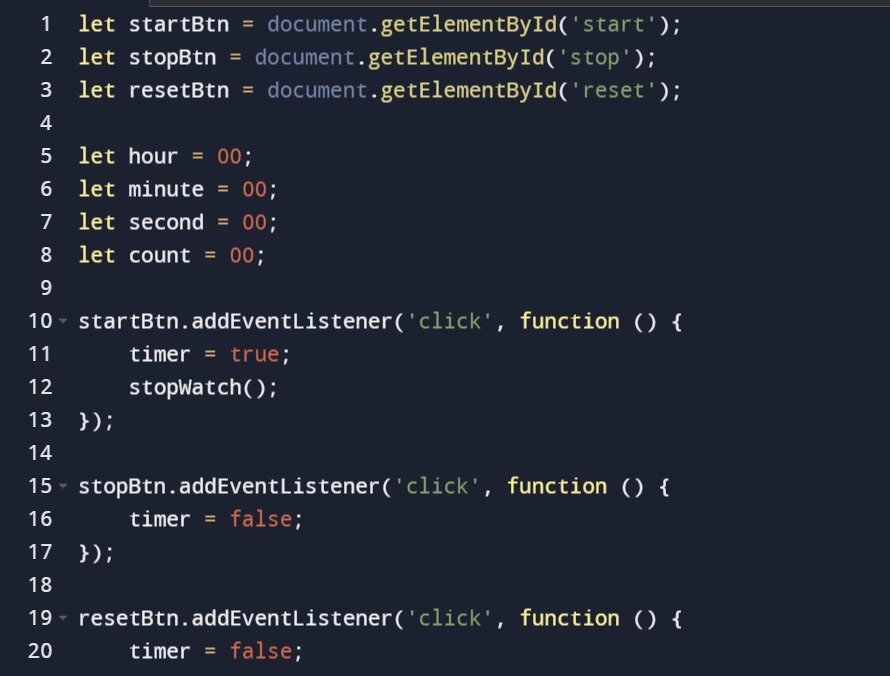 1 let startBtn = document.getElementById('start');
2 let stopBtn = document.getElementById('stop');
3 let resetBtn = document.getElementById('reset');
4
5 let hour = 00;
6 let minute = 00;
7 let second = 00;
8 let count = 00;
9
10 startBtn.addEventListener('click', function () {
11     timer = true;
12     stopWatch();
13 });
14
15 stopBtn.addEventListener('click', function () {
16     timer = false;
17 });
18
19 resetBtn.addEventListener('click', function () {
20     timer = false;